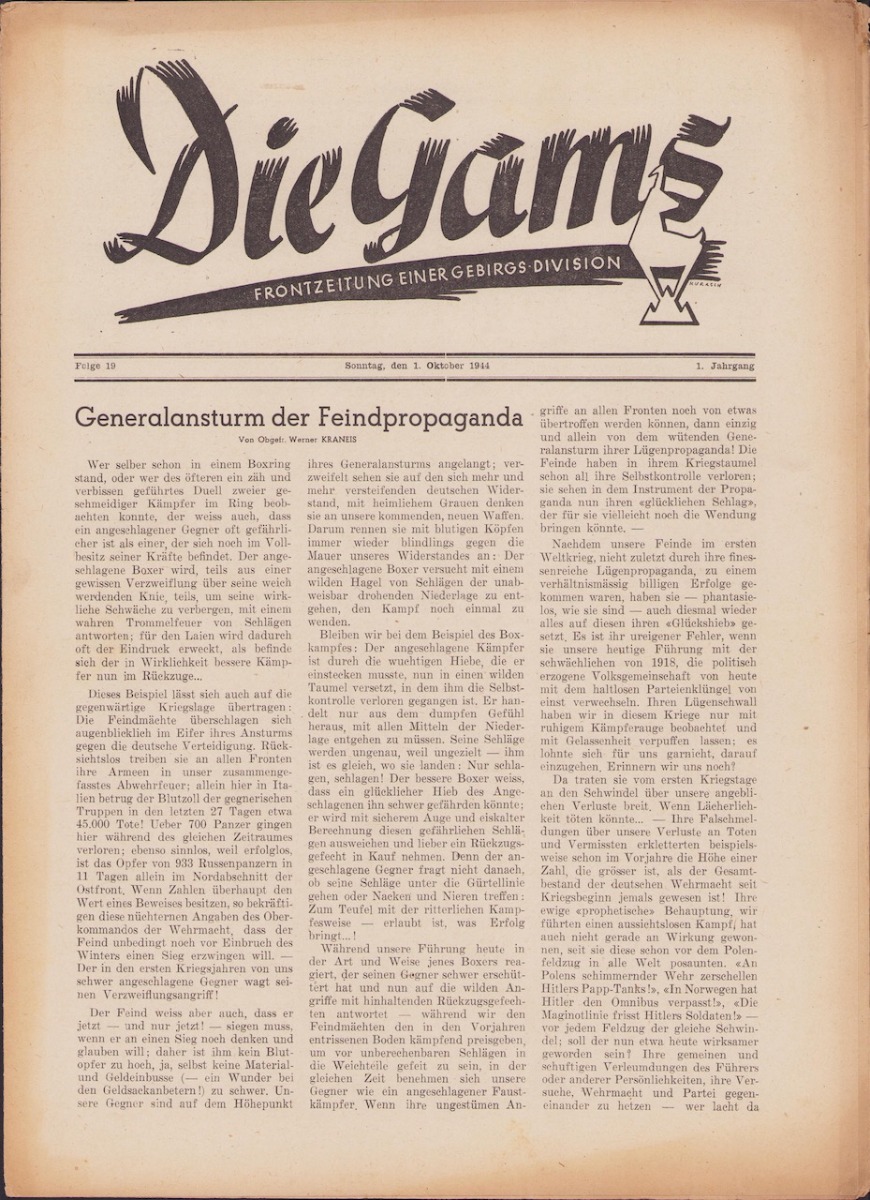 Die Gams
FRONTZEITUNG EINER GEBIRGS-DIVISION
Folge 19
Sonntag, den 1. Oktober 1944
1. Jahrgang
Generalansturm der Feindpropaganda
Von Obgefr. Werner KRANEIS
Wer selber schon in einem Boxring
stand, oder wer des öfteren ein zäh und
verbissen geführtes Duell zweier ge-
schmeidiger Kämpfer im Ring beob-
achten konnte, der weiss auch, dass
ein angeschlagener Gegner oft gefährli-
cher ist als einer, der sich noch im Voll-
besitz seiner Kräfte befindet. Der ange-
schlagene Boxer wird, teils aus einer
gewissen Verzweiflung über seine weich
werdenden Knie, teils, um seine wirk-
liche Schwäche zu verbergen, mit einem
wahren Trommelfeuer von Schlägen
antworten; für den Laien wird dadurch
oft der Eindruck erweckt, als befinde
sich der in Wirklichkeit bessere Kämp-
fer nun im Rückzuge...
Dieses Beispiel lässt sich auch auf die
gegenwärtige Kriegslage übertragen:
Die Feindmächte überschlagen sich
augenblicklich im Eifer ihres Ansturms
gegen die deutsche Verteidigung. Rück-
sichtslos treiben sie an allen Fronten
ihre Armeen in unser zusammenge-
fasstes Abwehrfeuer; allein hier in Ita-
lien betrug der Blutzoll der gegnerischen
Truppen in den letzten 27 Tagen etwa
45.000 Tote! Ueber 700 Panzer gingen
hier während des gleichen Zeitraumes
verloren; ebenso sinnlos, weil erfolglos,
ist das Opfer von 933 Russenpanzern in
11 Tagen allein im Nordabschnitt der
Ostfront. Wenn Zahlen überhaupt den
Wert eines Beweises besitzen, so bekräfti-
gen diese nüchternen Angaben des Ober-
kommandos der Wehrmacht, dass der
Feind unbedingt noch vor Einbruch des
Winters einen Sieg erzwingen will. —
Der in den ersten Kriegsjahren von uns
schwer angeschlagene Gegner wagt sei-
nen Verzweiflungsangriff!
Der Feind weiss aber auch, dass er
jetzt — und nur jetzt! — siegen muss,
wenn er an einen Sieg noch denken und
glauben will; daher ist ihm kein Blut-
opfer zu hoch, ja, selbst keine Material-
und Geldeinbusse (— ein Wunder bei
den Geldsackanbetern!) zu schwer. Un-
sere Gegner sind auf dem Höhepunkt
ihres Generalansturms angelangt; ver-
zweifelt sehen sie auf den sich mehr und
mehr versteifenden deutschen Wider-
stand, mit heimlichem Grauen denken
sie an unsere kommenden, neuen Waffen.
Darum rennen sie mit blutigen Köpfen
immer wieder blindlings gegen die
Mauer unseres Widerstandes an: Der
angeschlagene Boxer versucht mit einem
wilden Hagel von Schlägen der unab-
weisbar drohenden Niederlage zu ent-
gehen, den Kampf noch einmal zu
wenden.
Bleiben wir bei dem Beispiel des Box-
kampfes: Der angeschlagene Kämpfer
ist durch die wuchtigen Hiebe, die er
einstecken musste, nun in einen wilden
Taumel versetzt, in dem ihm die Selbst-
kontrolle verloren gegangen ist. Er han-
delt nur aus dem dumpfen Gefühl
heraus, mit allen Mitteln der Nieder-
lage entgehen zu müssen. Seine Schläge
werden ungenau, weil ungezielt — ihm
ist es gleich, wo sie landen: Nur schla-
gen, schlagen! Der bessere Boxer weiss,
dass ein glücklicher Hieb des Ange-
schlagenen ihn schwer gefährden könnte;
er wird mit sicherem Auge und eiskalter
Berechnung diesen gefährlichen Schlä-
gen ausweichen und lieber ein Rückzugs-
gefecht in Kauf nehmen. Denn der an-
geschlagene Gegner fragt nicht danach,
ob seine Schläge unter die Gürtellinie
gehen oder Nacken und Nieren treffen:
Zum Teufel mit der ritterlichen Kamp-
fesweise — erlaubt ist, was Erfolg
bringt...!
Während unsere Führung heute in
der Art und Weise jenes Boxers rea-
giert, der seinen Gegner schwer erschüt-
tert hat und nun auf die wilden An-
griffe mit hinhaltenden Rückzugsgefech-
ten antwortet — während wir den
Feindmächten den in den Vorjahren
entrissenen Boden kämpfend preisgeben,
um vor unberechenbaren Schlägen in
die Weichteile gefeit zu sein, in der
gleichen Zeit benehmen sich unsere
Gegner wie ein angeschlagener Faust-
kämpfer. Wenn ihre ungestümen An-
griffe an allen Fronten noch von etwas
übertroffen werden können, dann einzig
und allein von dem wütenden Gene-
ralansturm ihrer Lügenpropaganda! Die
Feinde haben in ihrem Kriegstaumel
schon all ihre Selbstkontrolle verloren;
sie sehen in dem Instrument der Propa-
ganda nun ihren «glücklichen Schlag»,
der für sie vielleicht noch die Wendung
bringen könnte. —
Nachdem unsere Feinde im ersten
Weltkrieg, nicht zuletzt durch ihre fines-
senreiche Lügenpropaganda, zu einem
verhältnismässig billigen Erfolge ge-
kommen waren, haben sie — phantasie-
los, wie sie sind — auch diesmal wieder
alles auf diesen ihren «Glückshieb» ge-
setzt. Es ist ihr ureigener Fehler, wenn
sie unsere heutige Führung mit der
schwächlichen von 1918, die politisch
erzogene Volksgemeinschaft von heute
mit dem haltlosen Parteienklüngel von
einst verwechseln. Ihren Lügenschwall
haben wir in diesem Kriege nur mit
ruhigem Kämpferauge beobachtet und
mit Gelassenheit verpuffen lassen; es
lohnte sich für uns garnicht, darauf
einzugehen. Erinnern wir uns noch?
Da traten sie vom ersten Kriegstage
an den Schwindel über unsere angebli-
chen Verluste breit. Wenn Lächerlich-
keit töten könnte... — Ihre Falschmel-
dungen über unsere Verluste an Toten
und Vermissten erkletterten beispiels-
weise schon im Vorjahre die Höhe einer
Zahl, die grösser ist, als der Gesamt-
bestand der deutschen Wehrmacht seit
Kriegsbeginn jemals gewesen ist! Ihre
ewige «prophetische» Behauptung, wir
führten einen aussichtslosen Kampf, hat
auch nicht gerade an Wirkung gewon-
nen, seit sie diese schon vor dem Polen-
feldzug in alle Welt posaunten. «An
Polens schimmernder Wehr zerschellen
Hitlers Papp-Tanks!», «In Norwegen hat
Hitler den Omnibus verpasst!», «Die
Maginotlinie frisst Hitlers Soldaten!» —
vor jedem Feldzug der gleiche Schwin-
del; soll der nun etwa heute wirksamer
geworden sein? Ihre gemeinen und
schuftigen Verleumdungen des Führers
oder anderer Persönlichkeiten, ihre Ver-
suche, Wehrmacht und Partei gegen-
einander zu hetzen — wer lacht da